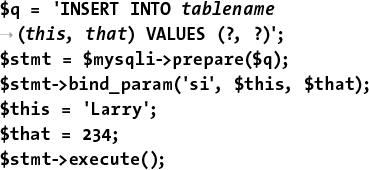 $q = 'INSERT INTO tablename
→ (this, that) VALUES (?, ?)';
$stmt = $mysqli->prepare($q);
$stmt->bind_param('si', $this, $that);
$this = 'Larry';
$that = 234;
$stmt->execute();